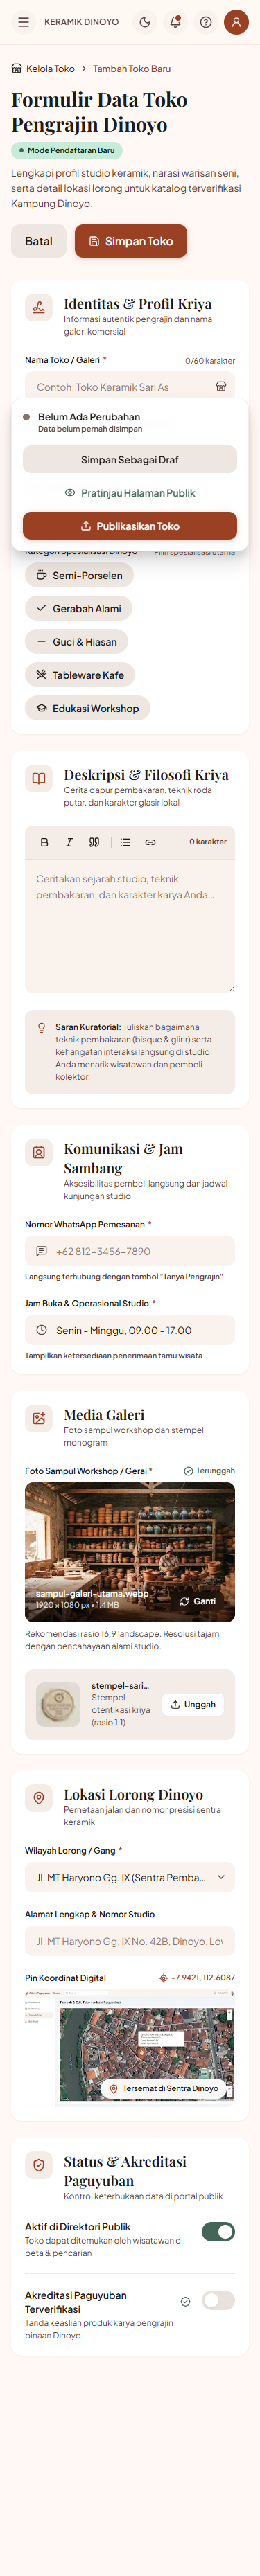 KERAMIK DINOYO
Kelola Toko > Tambah Toko Baru
Formulir Data Toko
Pengrajin Dinoyo
Mode Pendaftaran Baru
Lengkapi profil studio keramik, narasi warisan seni,
serta detail lokasi lorong untuk katalog terverifikasi
Kampung Dinoyo.
Batal
Simpan Toko
Identitas & Profil Kriya
Informasi autentik pengrajin dan nama
galeri komersial
Nama Toko / Galeri *
0/60 karakter
Contoh: Toko Keramik Sari As
Belum Ada Perubahan
Data belum pernah disimpan
Simpan Sebagai Draf
Pratinjau Halaman Publik
Publikasikan Toko
Kategori Spesialisasi Dinoyo
Pilih spesialisasi utama
Semi-Porselen
Gerabah Alami
Guci & Hiasan
Tableware Kafe
Edukasi Workshop
Deskripsi & Filosofi Kriya
Cerita dapur pembakaran, teknik roda
putar, dan karakter glasir lokal
0 karakter
Ceritakan sejarah studio, teknik
pembakaran, dan karakter karya Anda...
Saran Kuratorial: Tuliskan bagaimana
teknik pembakaran (bisque & glirir) serta
kehangatan interaksi langsung di studio
Anda menarik wisatawan dan pembeli
kolektor.
Komunikasi & Jam
Sambang
Aksesibilitas pembeli langsung dan jadwal
kunjungan studio
Nomor WhatsApp Pemesanan *
+62 812-3456-7890
Langsung terhubung dengan tombol "Tanya Pengrajin"
Jam Buka & Operasional Studio *
Senin - Minggu, 09.00 - 17.00
Tampilkan ketersediaan penerimaan tamu wisata
Media Galeri
Foto sampul workshop dan stempel
monogram
Foto Sampul Workshop / Gerai *
Terunggah
sampul-galeri-utama.webp
1920 × 1080 px • 1.4 MB
Ganti
Rekomendasi rasio 16:9 landscape. Resolusi tajam
dengan pencahayaan alami studio.
stempel-sari...
Stempel
otentikasi kriya
(rasio 1:1)
Unggah
Lokasi Lorong Dinoyo
Pemetaan jalan dan nomor presisi sentra
keramik
Wilayah Lorong / Gang *
Jl. MT Haryono Gg. IX (Sentra Pemba...
Alamat Lengkap & Nomor Studio
Jl. MT Haryono Gg. IX No. 42B, Dinoyo, Lov
Pin Koordinat Digital
-7.9421, 112.6087
Tersemat di Sentra Dinoyo
Status & Akreditasi
Paguyuban
Kontrol keterbukaan data di portal publik
Aktif di Direktori Publik
Toko dapat ditemukan oleh wisatawan di
peta & pencarian
Akreditasi Paguyuban
Terverifikasi
Tanda keaslian produk karya pengrajin
binaan Dinoyo